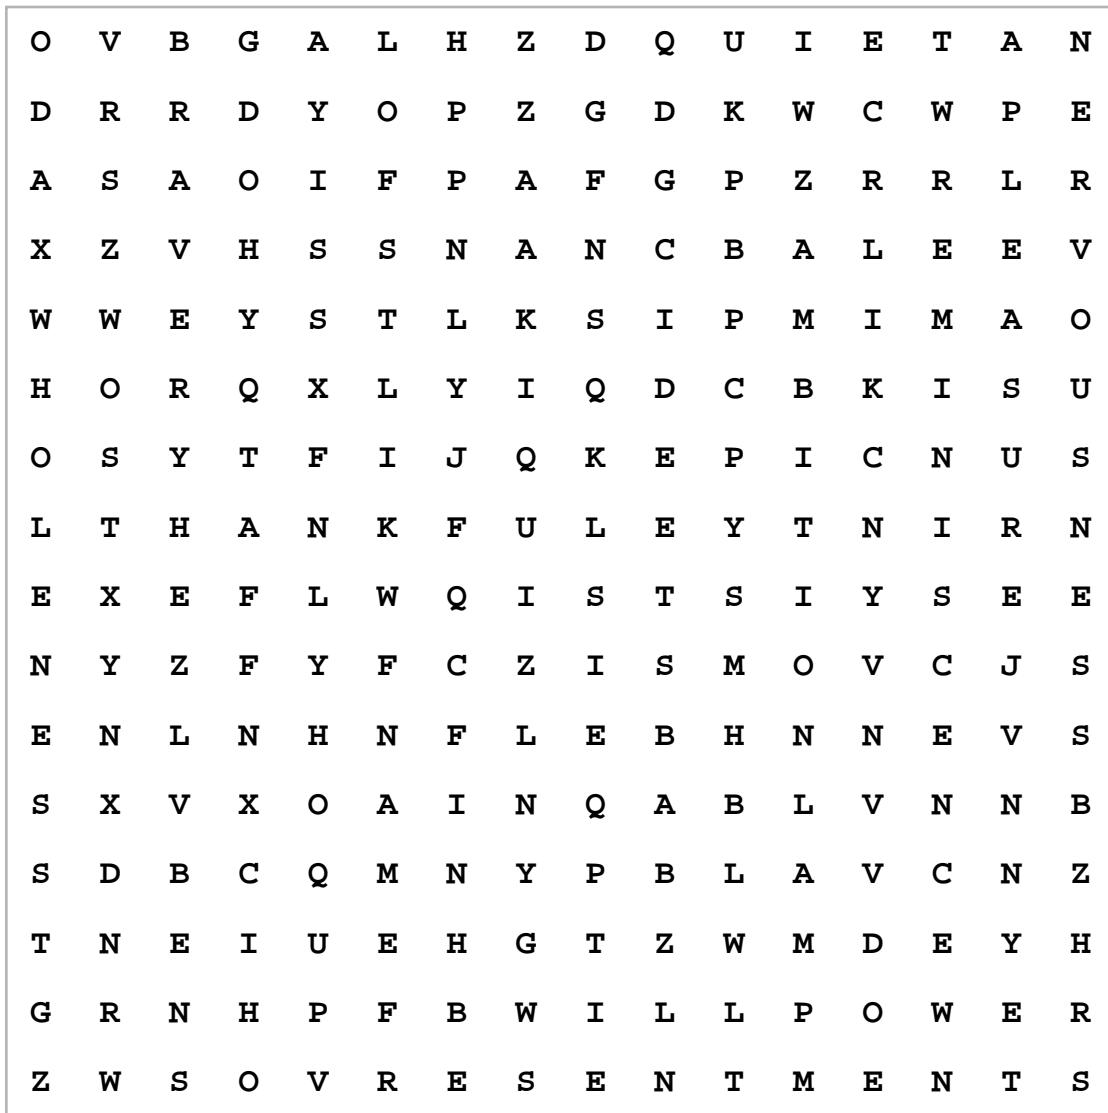 O V B G A L H Z D Q U I E T A N
D R R D Y O P Z G D K W C W P E
A S A O I F P A F G P Z R R L R
X Z V H S S N A N C B A L E E V
W W E Y S T L K S I P M I M A O
H O R Q X L Y I Q D C B K I S U
O S Y T F I J Q K E P I C N U S
L T H A N K F U L E Y T N I R N
E X E F L W Q I S T S I Y S E E
N Y Z F Y F C Z I S M O V C J S
E N L N H N F L E B H N N E V S
S X V X O A I N Q A B L V N N B
S D B C Q M N Y P B L A V C N Z
T N E I U E H G T Z W M D E Y H
G R N H P F B W I L L P O W E R
Z W S O V R E S E N T M E N T S